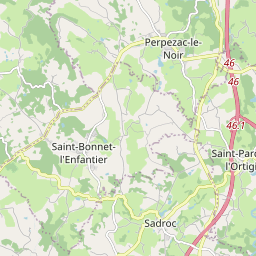 Perpezac-le-
Noir
46
46
46.1
Saint-Bonnet-
l'Enfantier
Saint-Pard
l'Ortig
Sadroc